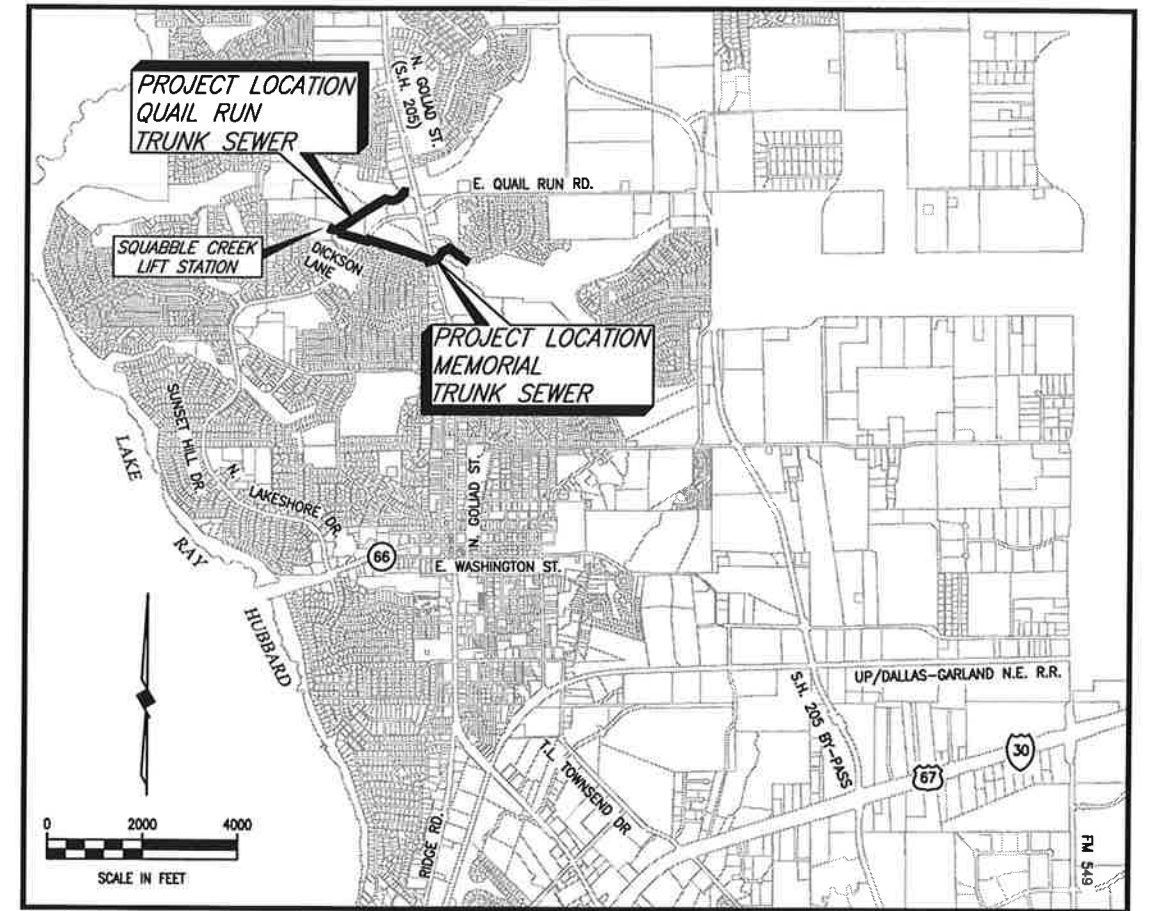 PROJECT LOCATION
QUAIL RUN
TRUNK SEWER
N. GOLIAD ST.
(S.H. 205)
E. QUAIL RUN RD.
SQUABBLE CREEK
LIFT STATION
DICKSON
LANE
PROJECT LOCATION
MEMORIAL
TRUNK SEWER
SUNSET HILL DR.
LAKE
RAY
HUBBARD
N. LAKESHORE DR.
N. GOLIAD ST.
66
E. WASHINGTON ST.
UP/DALLAS-GARLAND N.E. R.R.
S.H. 205 BY-PASS
30
67
T.L. TOWNSEND DR
RIDGE RD.
FM 549
0 2000 4000
SCALE IN FEET